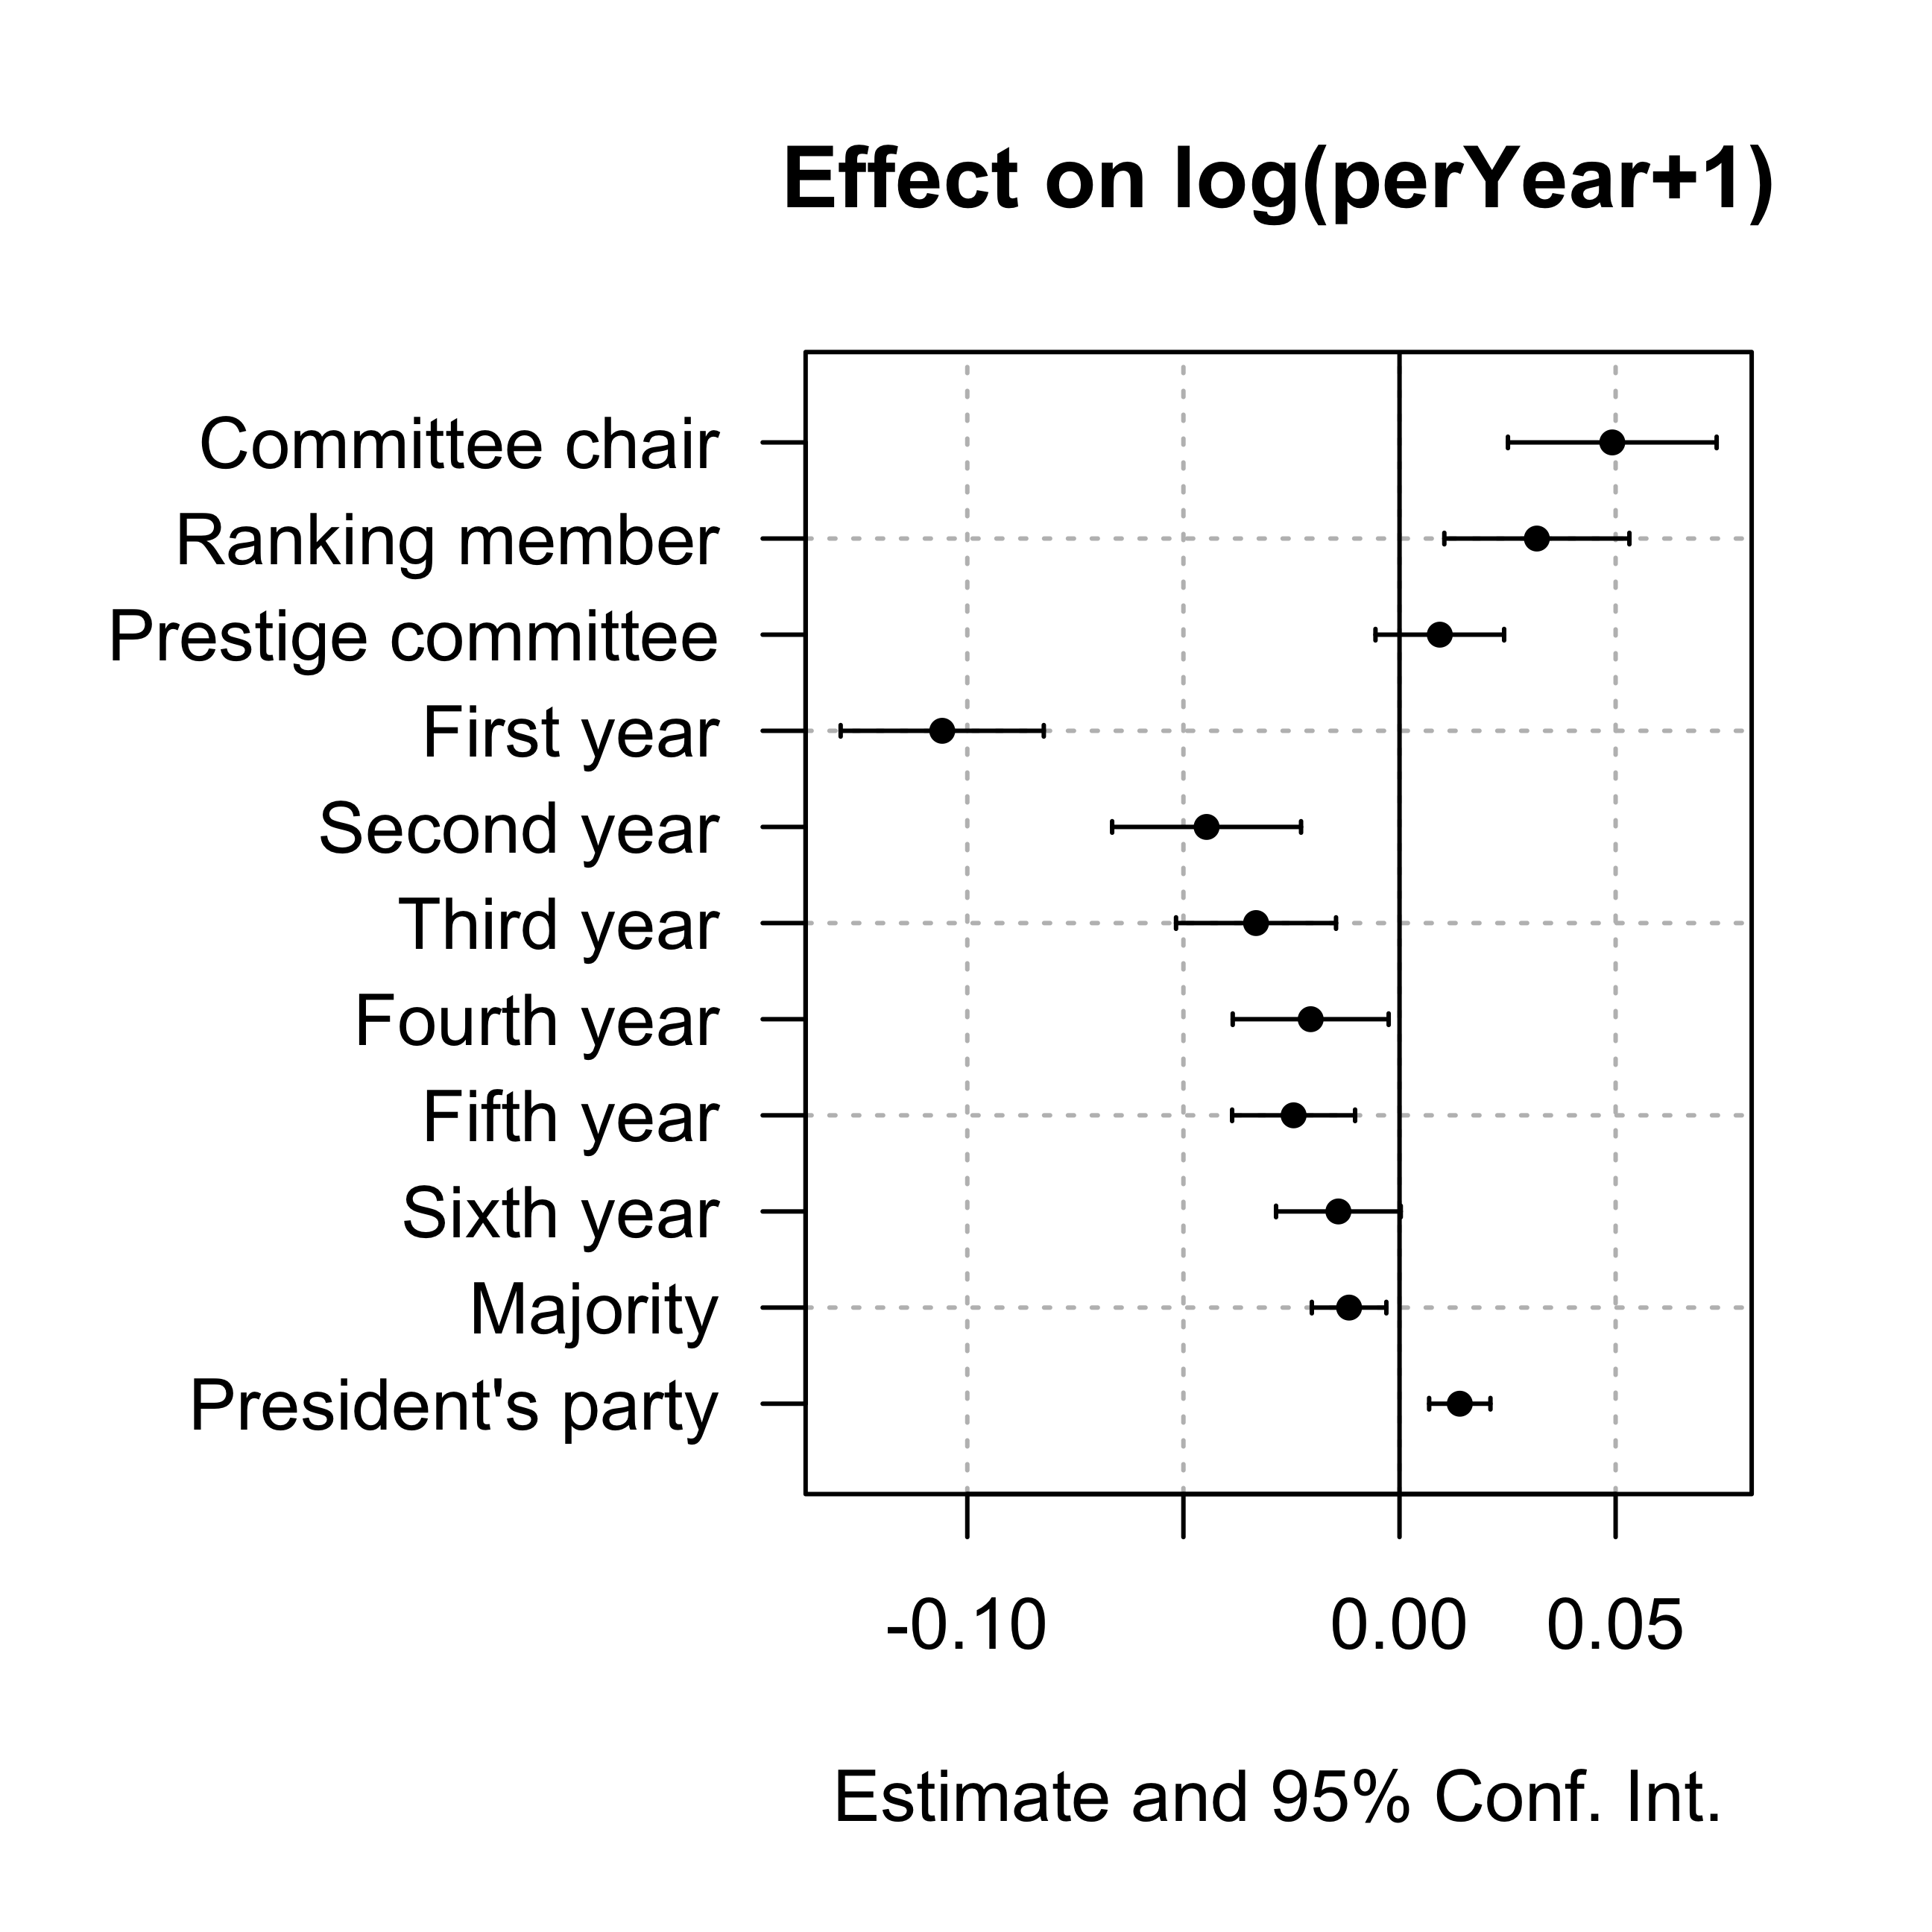 Effect on log(perYear+1)
Committee chair
Ranking member
Prestige committee
First year
Second year
Third year
Fourth year
Fifth year
Sixth year
Majority
President's party
-0.10 0.00 0.05
Estimate and 95% Conf. Int.